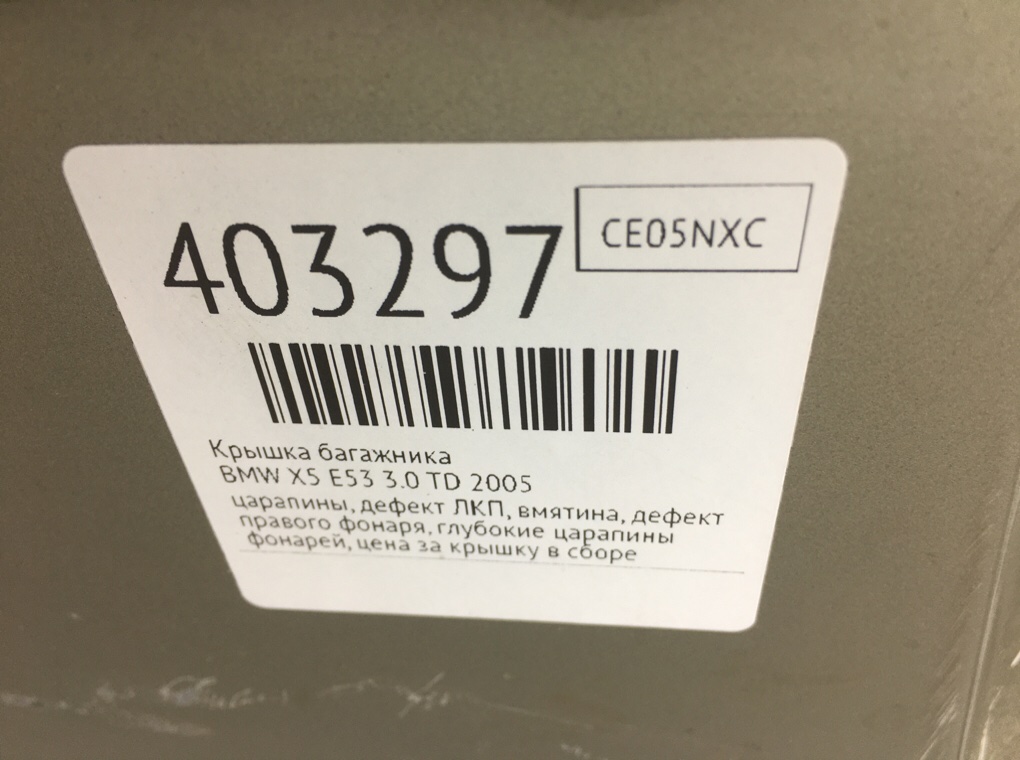 403297
CE05NXC
Крышка багажника
BMW X5 E53 3.0 TD 2005
царапины, дефект ЛКП, вмятина, дефект
правого фонаря, глубокие царапины
фонарей, цена за крышку в сборе